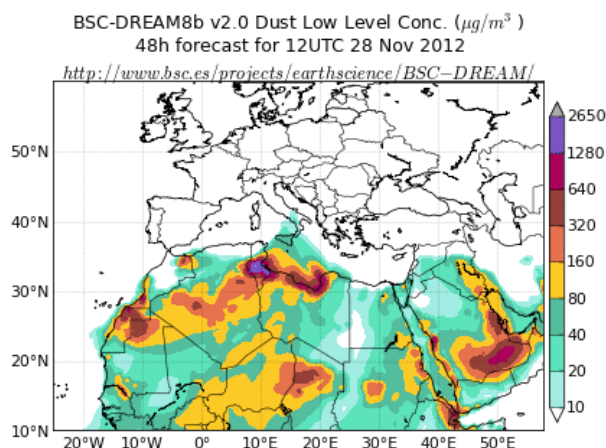 BSC-DREAM8b v2.0 Dust Low Level Conc. (μg/m³ )
48h forecast for 12UTC 28 Nov 2012
http://www.bsc.es/projects/earthscience/BSC−DREAM/
2650
50°N
1280
640
40°N
320
160
30°N
80
40
20°N
20
10
10°N
20°W 10°W 0° 10°E 20°E 30°E 40°E 50°E